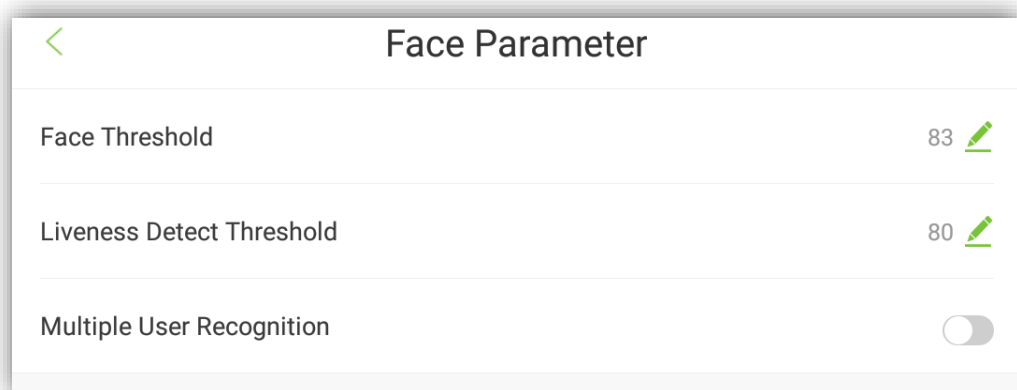 Face Parameter
Face Threshold 83
Liveness Detect Threshold 80
Multiple User Recognition